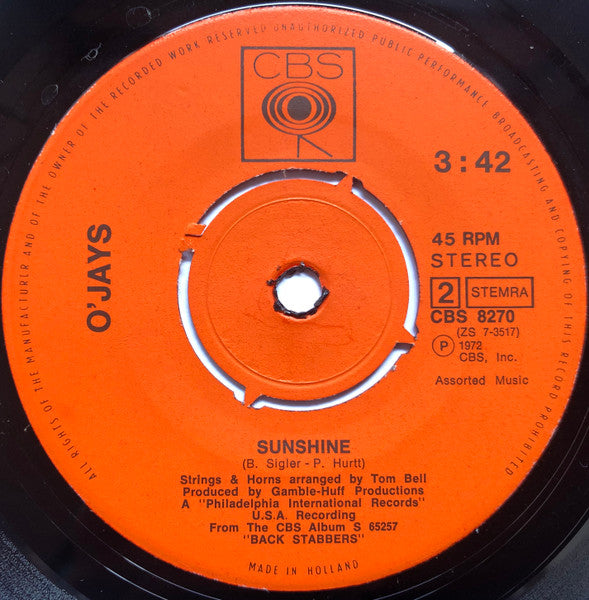 ALL RIGHTS OF THE MANUFACTURER AND OF THE OWNER OF THE RECORDED WORK RESERVED UNAUTHORIZED PUBLIC PERFORMANCE BROADCASTING AND COPYING OF THIS RECORD PROHIBITED
CBS
3 : 42
O'JAYS
45 RPM
STEREO
2 STEMRA
CBS 8270
(ZS 7-3517)
℗ 1972
CBS, Inc.
Assorted Music
SUNSHINE
(B. Sigler - P. Hurtt)
Strings & Horns arranged by Tom Bell
Produced by Gamble-Huff Productions
A "Philadelphia International Records"
U.S.A. Recording
From The CBS Album S 65257
"BACK STABBERS"
MADE IN HOLLAND